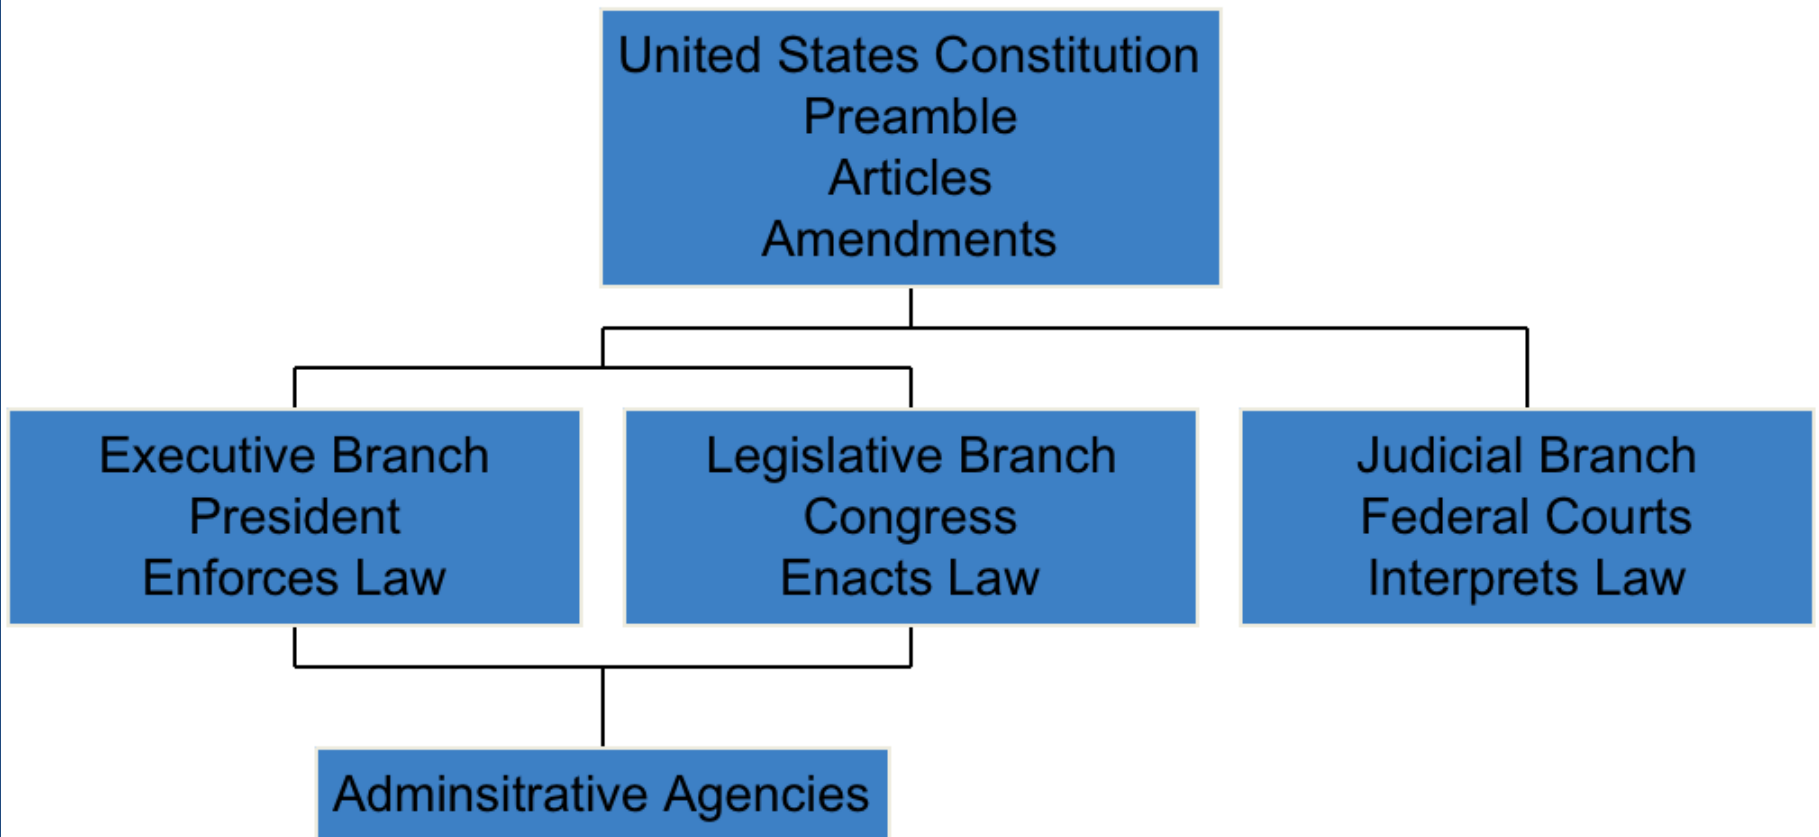 United States Constitution
Preamble
Articles
Amendments
Executive Branch
President
Enforces Law
Legislative Branch
Congress
Enacts Law
Judicial Branch
Federal Courts
Interprets Law
Adminsitrative Agencies